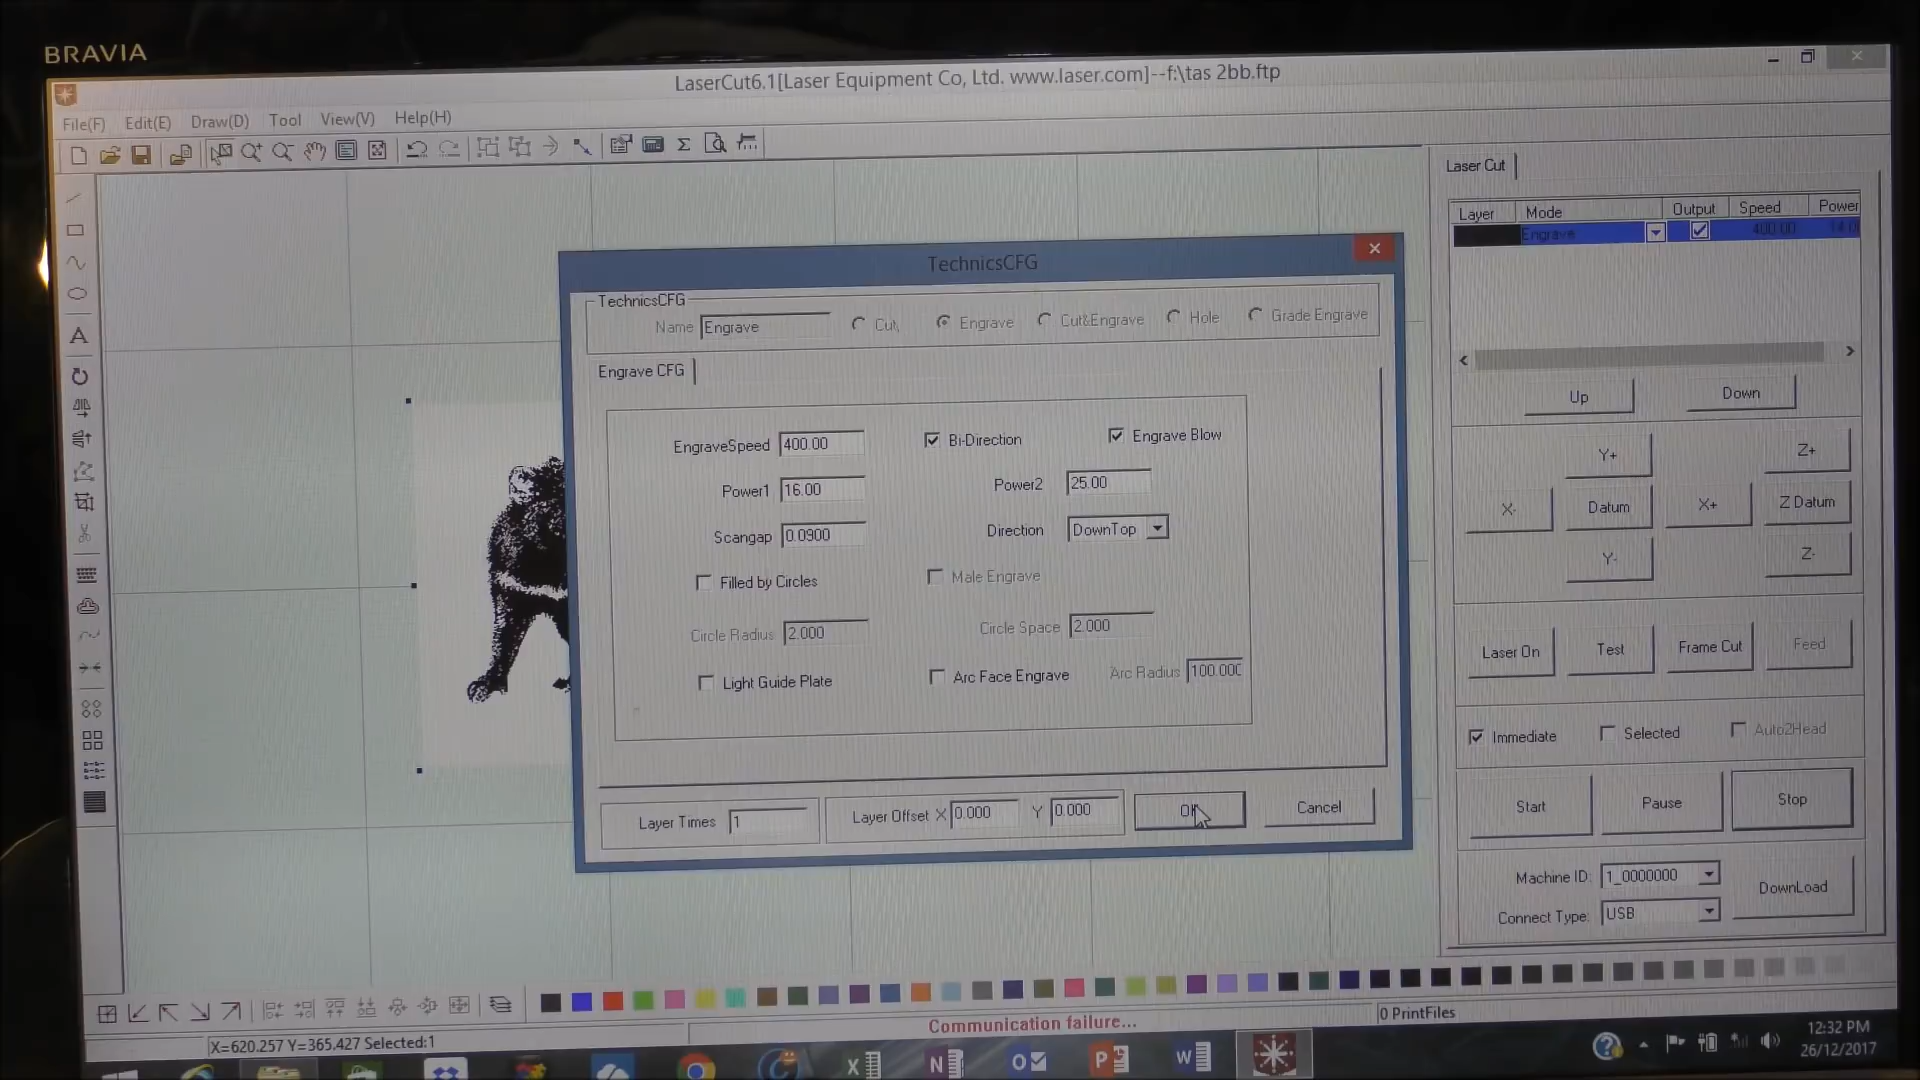 BRAVIA
LaserCut6.1[Laser Equipment Co, Ltd. www.laser.com]--f:\tas 2bb.ftp
File(F) Edit(E) Draw(D) Tool View(V) Help(H)
Laser Cut
Layer Mode Output Speed Power
Engrave 400.00
Up Down
Y+ Z+
X- Datum X+ Z Datum
Y- Z-
Laser On Test Frame Cut Feed
Immediate Selected Auto2Head
Start Pause Stop
Machine ID: 1_0000000 DownLoad
Connect Type: USB
TechnicsCFG
TechnicsCFG
Name Engrave Cut, Engrave Cut&Engrave Hole Grade Engrave
Engrave CFG
EngraveSpeed 400.00 Bi-Direction Engrave Blow
Power1 16.00 Power2 25.00
Scangap 0.0900 Direction DownTop
Filled by Circles Male Engrave
Circle Radius 2.000 Circle Space 2.000
Light Guide Plate Arc Face Engrave Arc Radius 100.000
Layer Times 1 Layer Offset X 0.000 Y 0.000 OK Cancel
Communication failure... 0 PrintFiles
X=620.257 Y=365.427 Selected:1
12:32 PM
26/12/2017